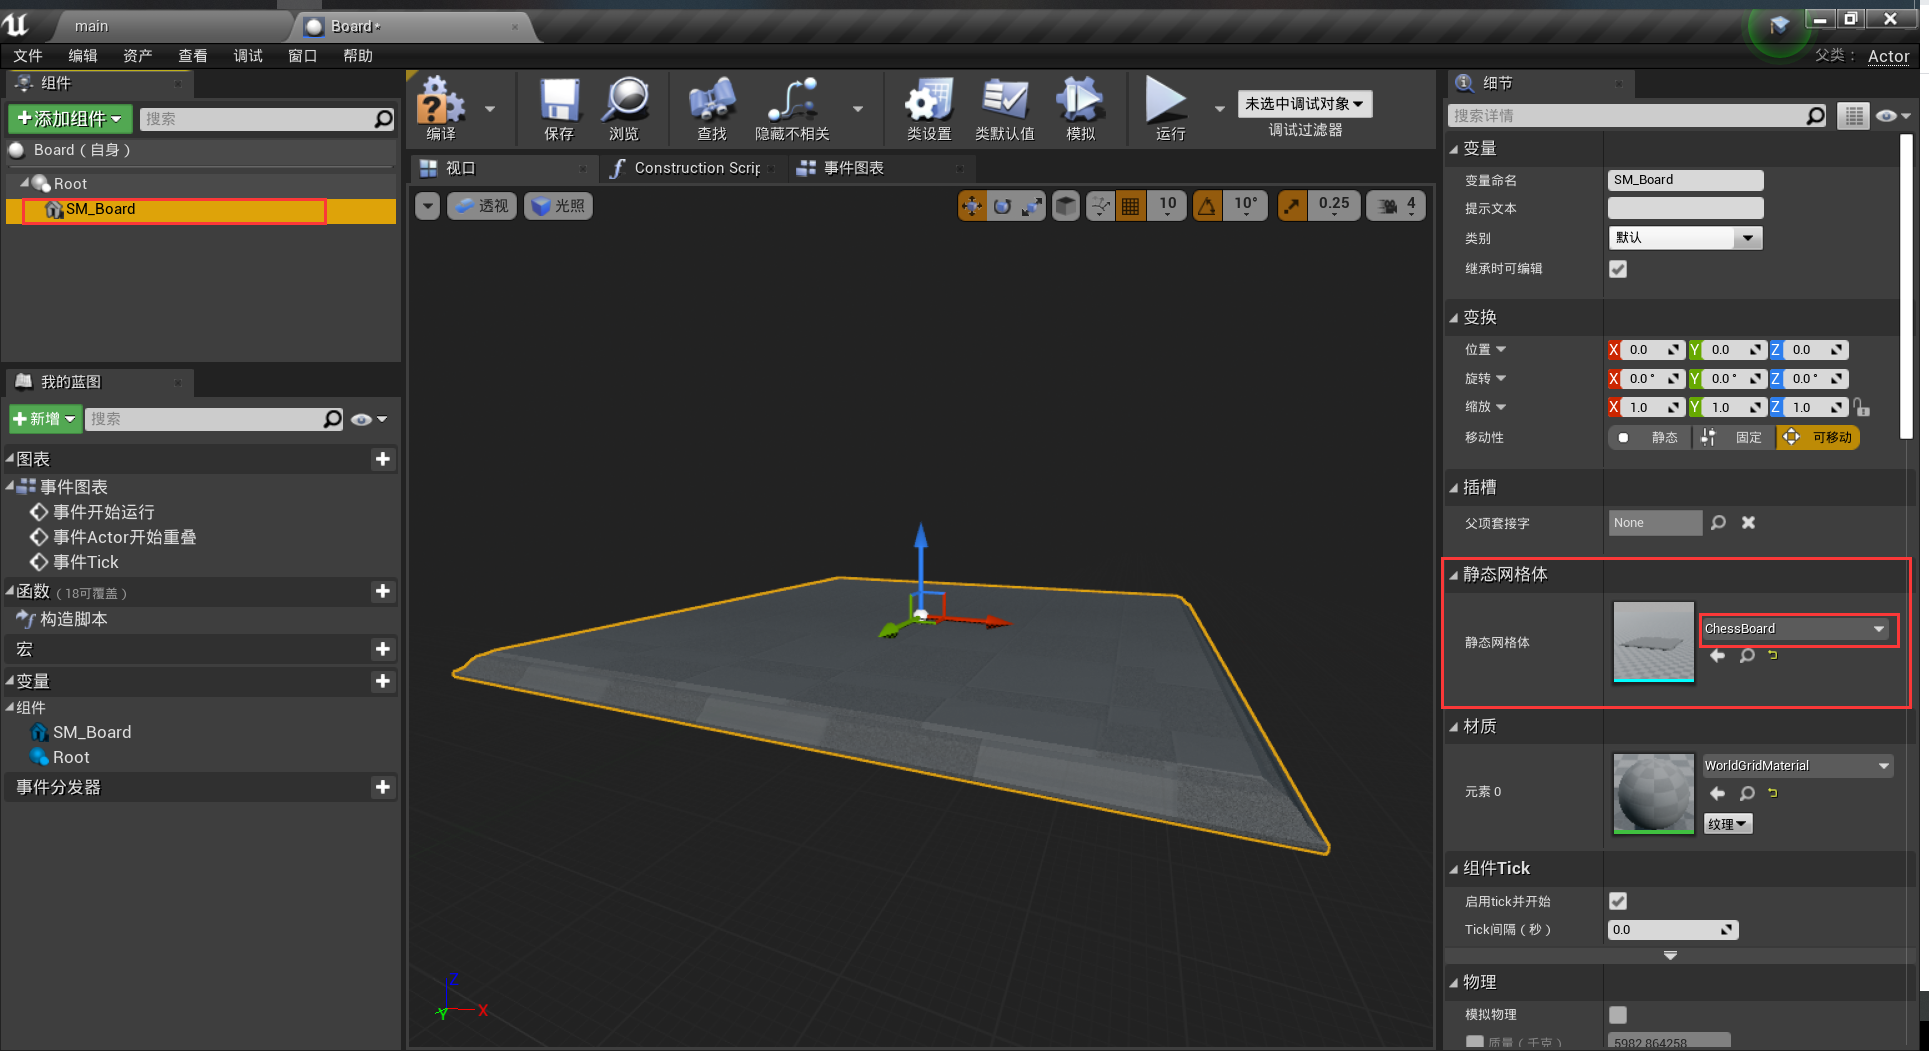 main
Board*
文件 编辑 资产 查看 调试 窗口 帮助
父类： Actor
组件
添加组件
搜索
Board（自身）
Root
SM_Board
编译
保存
浏览
查找
隐藏不相关
类设置
类默认值
模拟
运行
未选中调试对象
调试过滤器
视口
Construction Scrip
事件图表
透视
光照
10
10°
0.25
4
Z
X
Y
我的蓝图
新增
搜索
图表
事件图表
事件开始运行
事件Actor开始重叠
事件Tick
函数（18可覆盖）
构造脚本
宏
变量
组件
SM_Board
Root
事件分发器
细节
搜索详情
变量
变量命名 SM_Board
提示文本
类别 默认
继承时可编辑
变换
位置 X 0.0 Y 0.0 Z 0.0
旋转 X 0.0° Y 0.0° Z 0.0°
缩放 X 1.0 Y 1.0 Z 1.0
移动性 静态 固定 可移动
插槽
父项套接字 None
静态网格体
静态网格体 ChessBoard
材质
元素 0 WorldGridMaterial
纹理
组件Tick
启用tick并开始
Tick间隔（秒） 0.0
物理
模拟物理
质量（千克） 5982.864258